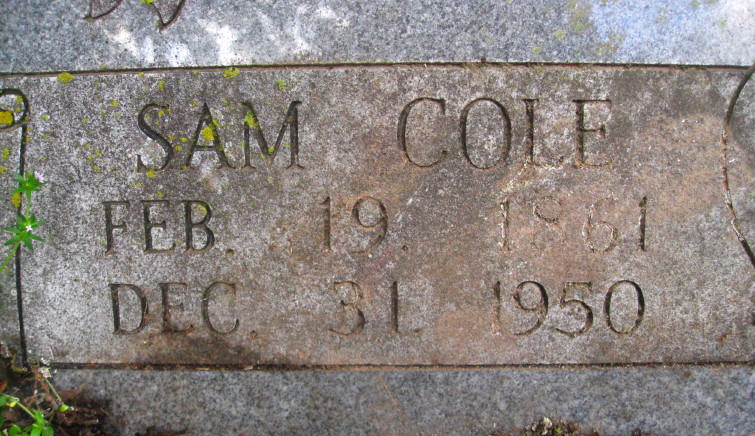 SAM COLE
FEB. 19. 1861
DEC. 31. 1950